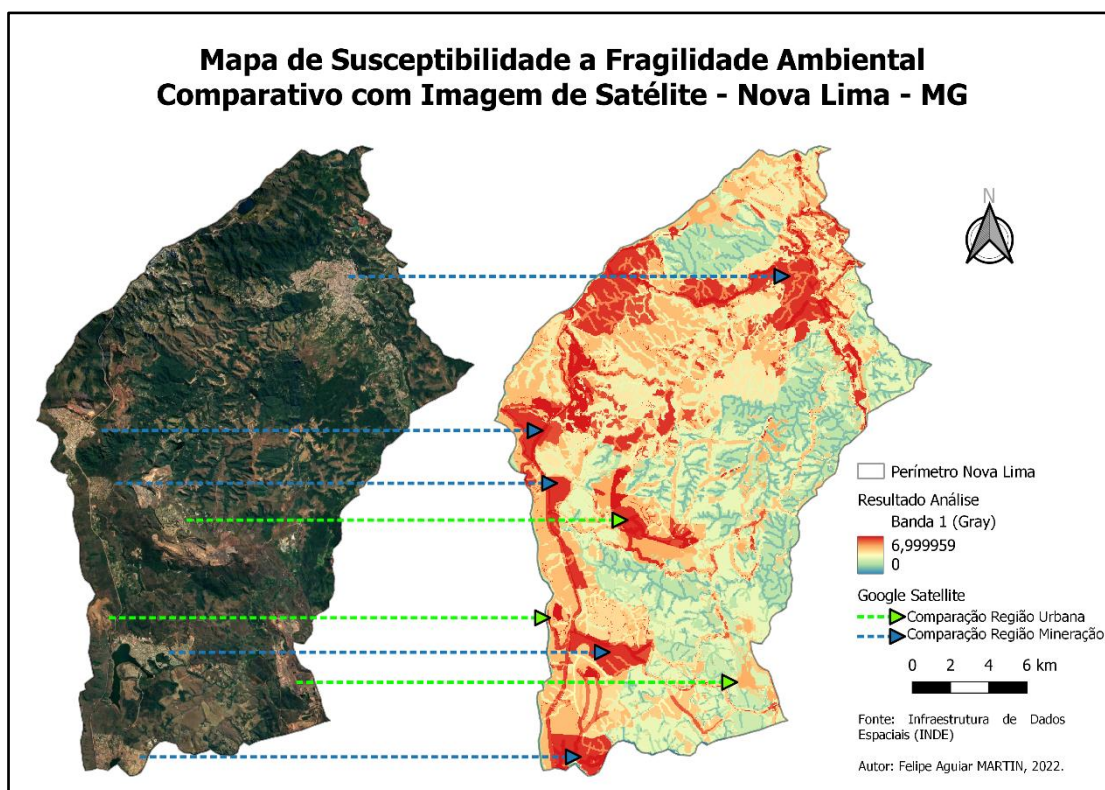 Mapa de Susceptibilidade a Fragilidade Ambiental
Comparativo com Imagem de Satélite - Nova Lima - MG
N
Perímetro Nova Lima
Resultado Análise
Banda 1 (Gray)
6,999959
0
Google Satellite
Comparação Região Urbana
Comparação Região Mineração
0 2 4 6 km
Fonte: Infraestrutura de Dados
Espaciais (INDE)
Autor: Felipe Aguiar MARTIN, 2022.